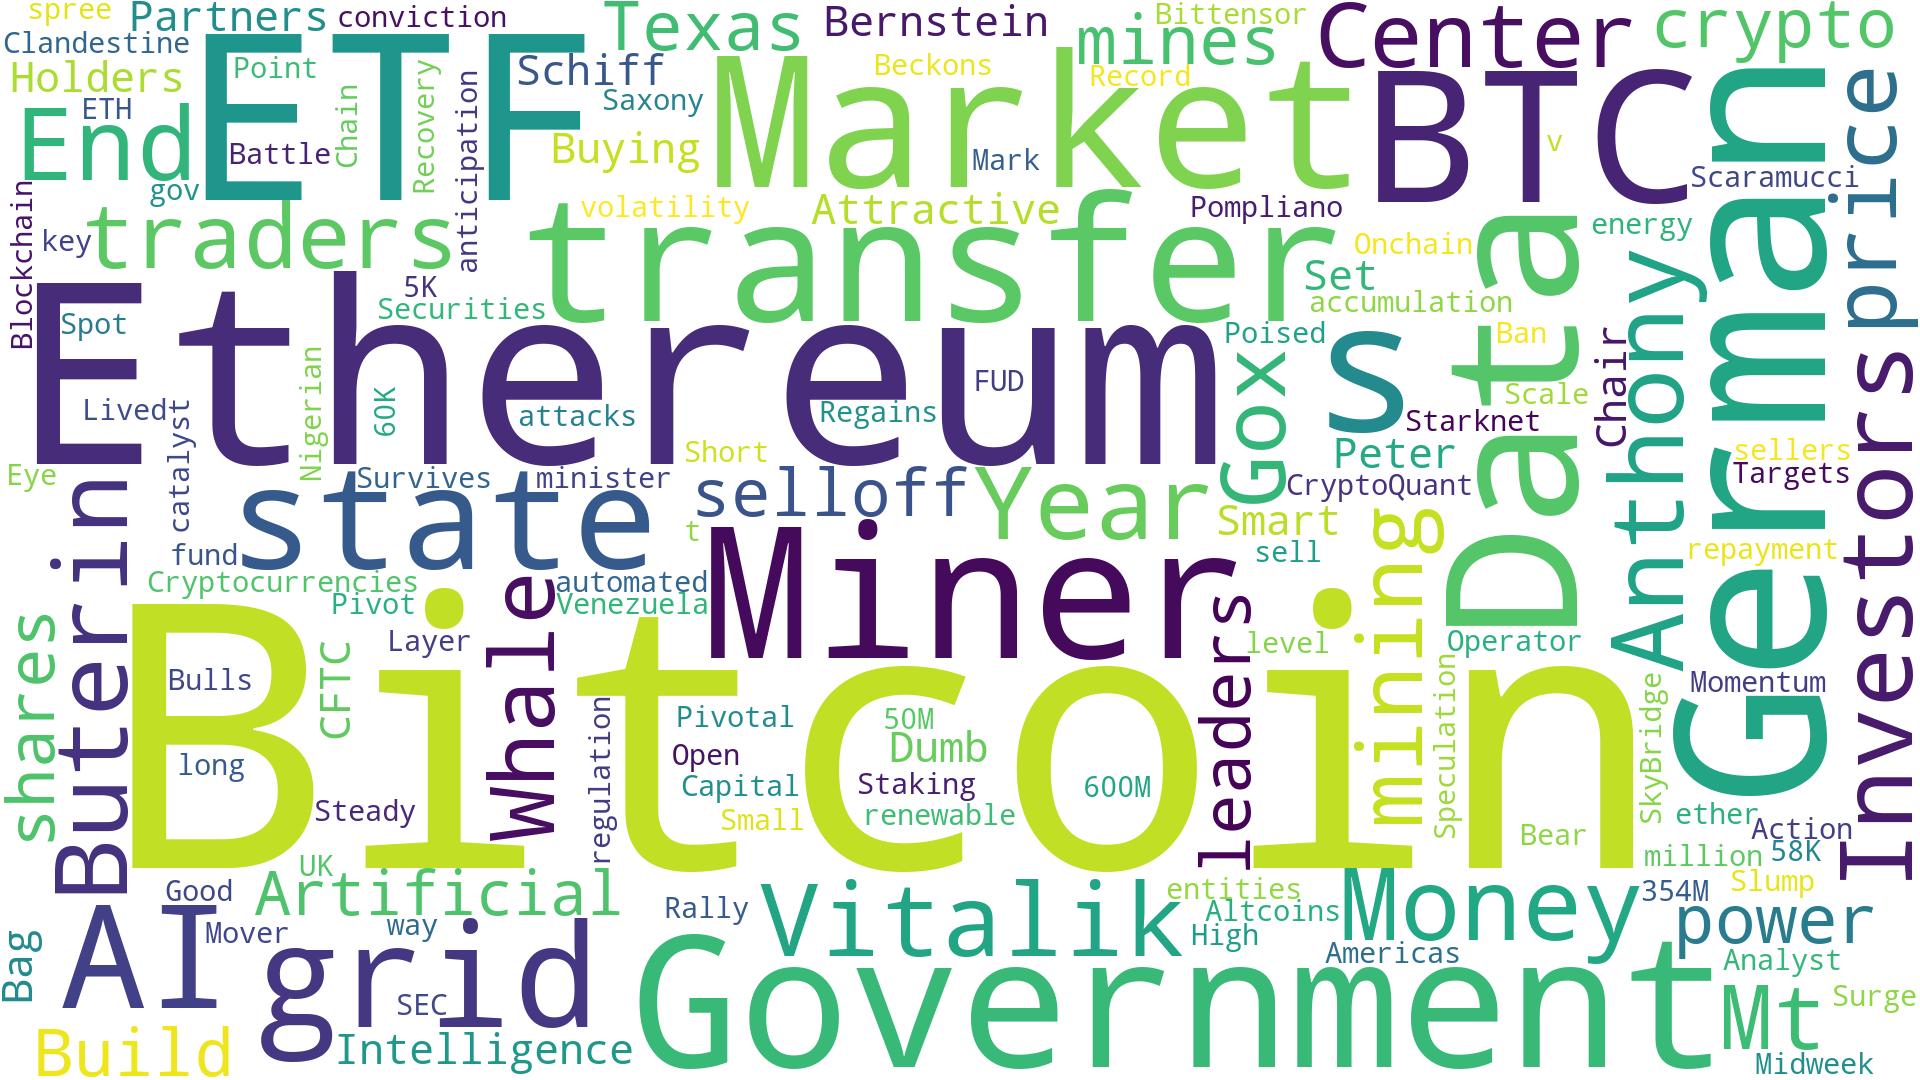 spree
Partners
conviction
Texas
Bernstein
Bittensor
mines
Center
crypto
Clandestine
Holders
Point
ETF
Schiff
Beckons
Record
Market
BTC
ETH
Chain
Recovery
anticipation
Saxony
End
Battle
Buying
Mark
v
German
price
gov
Scaramucci
Blockchain
key
traders
volatility
Attractive
Pompliano
transfer
Onchain
energy
Data
Anthony
Set
5K
Securities
accumulation
Spot
Ethereum
s
Poised
Ban
Chair
Investors
Nigerian
60K
FUD
Gox
Scale
Lived
catalyst
attacks
Regains
Starknet
Peter
Short
sellers
Eye
Survives
minister
selloff
Year
CryptoQuant
Targets
Buterin
state
t
Smart
mining
fund
Miner
sell
repayment
Cryptocurrencies
automated
Whale
Pivot
Venezuela
leaders
shares
Bitcoin
Layer
level
Operator
CFTC
Bulls
Momentum
Speculation
SkyBridge
regulation
Pivotal
50M
Dumb
Open
long
Capital
Staking
600M
Steady
Small
renewable
ether
Bear
Action
UK
million
58K
Good
Artificial
entities
Money
354M
Slump
AI
Mover
way
Rally
Vitalik
Altcoins
High
power
Bag
grid
Government
Americas
Analyst
SEC
Mt
Surge
Build
Intelligence
Midweek